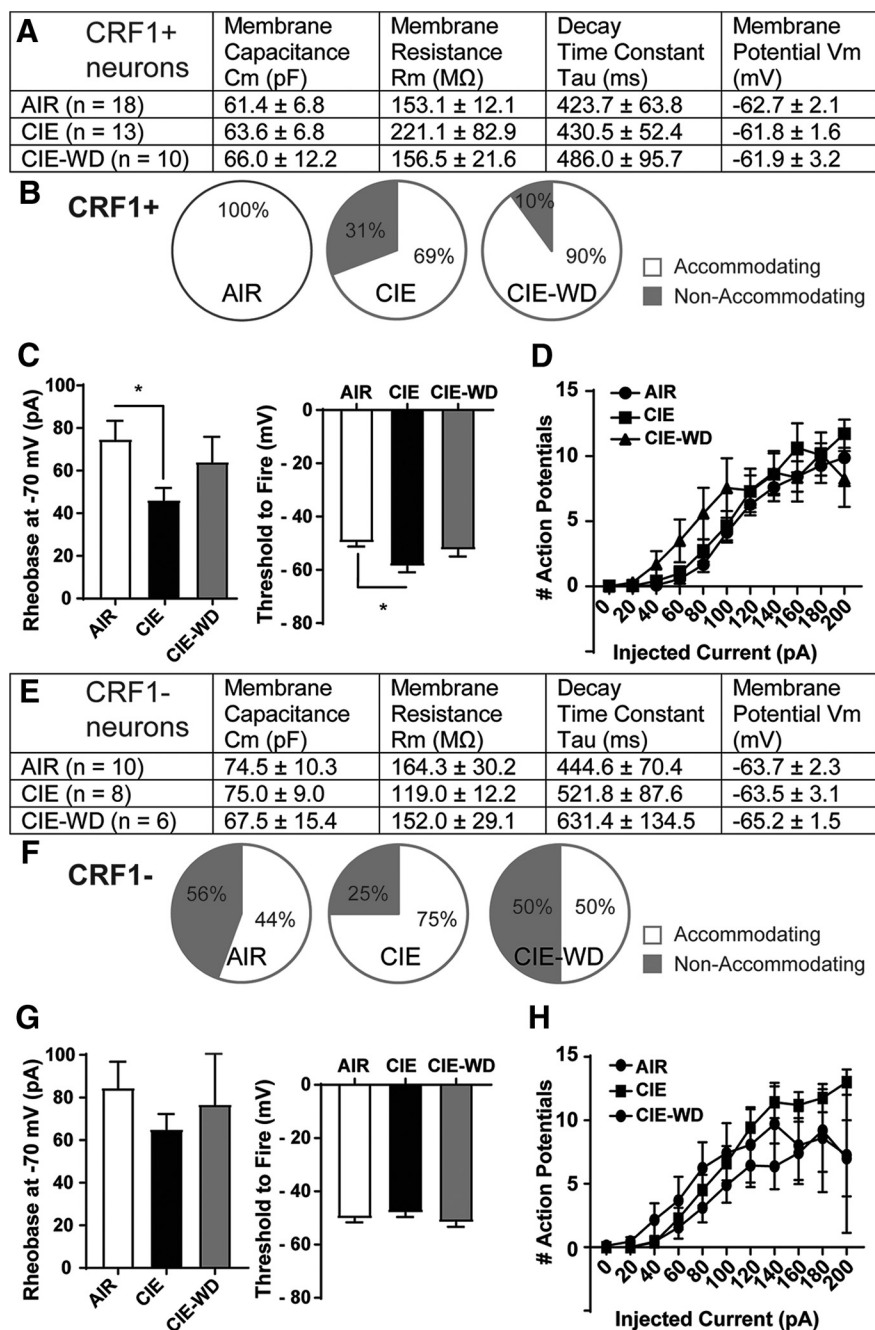 A
CRF1+ neurons | Membrane Capacitance Cm (pF) | Membrane Resistance Rm (MΩ) | Decay Time Constant Tau (ms) | Membrane Potential Vm (mV)
AIR (n = 18) | 61.4 ± 6.8 | 153.1 ± 12.1 | 423.7 ± 63.8 | -62.7 ± 2.1
CIE (n = 13) | 63.6 ± 6.8 | 221.1 ± 82.9 | 430.5 ± 52.4 | -61.8 ± 1.6
CIE-WD (n = 10) | 66.0 ± 12.2 | 156.5 ± 21.6 | 486.0 ± 95.7 | -61.9 ± 3.2
B
CRF1+
100%
AIR
31%
69%
CIE
10%
90%
CIE-WD
Accommodating
Non-Accommodating
C
Rheobase at -70 mV (pA)
100
80
60
40
20
0
*
AIR
CIE
CIE-WD
Threshold to Fire (mV)
AIR CIE CIE-WD
0
- 20
- 40
- 60
- 80
*
D
# Action Potentials
15
10
5
0
AIR
CIE
CIE-WD
0 20 40 60 80 100 120 140 160 180 200
Injected Current (pA)
E
CRF1- neurons | Membrane Capacitance Cm (pF) | Membrane Resistance Rm (MΩ) | Decay Time Constant Tau (ms) | Membrane Potential Vm (mV)
AIR (n = 10) | 74.5 ± 10.3 | 164.3 ± 30.2 | 444.6 ± 70.4 | -63.7 ± 2.3
CIE (n = 8) | 75.0 ± 9.0 | 119.0 ± 12.2 | 521.8 ± 87.6 | -63.5 ± 3.1
CIE-WD (n = 6) | 67.5 ± 15.4 | 152.0 ± 29.1 | 631.4 ± 134.5 | -65.2 ± 1.5
F
CRF1-
56%
44%
AIR
25%
75%
CIE
50%
50%
CIE-WD
Accommodating
Non-Accommodating
G
Rheobase at -70 mV (pA)
100
80
60
40
20
0
AIR
CIE
CIE-WD
Threshold to Fire (mV)
AIR CIE CIE-WD
0
- 20
- 40
- 60
- 80
H
# Action Potentials
15
10
5
0
AIR
CIE
CIE-WD
0 20 40 60 80 100 120 140 160 180 200
Injected Current (pA)